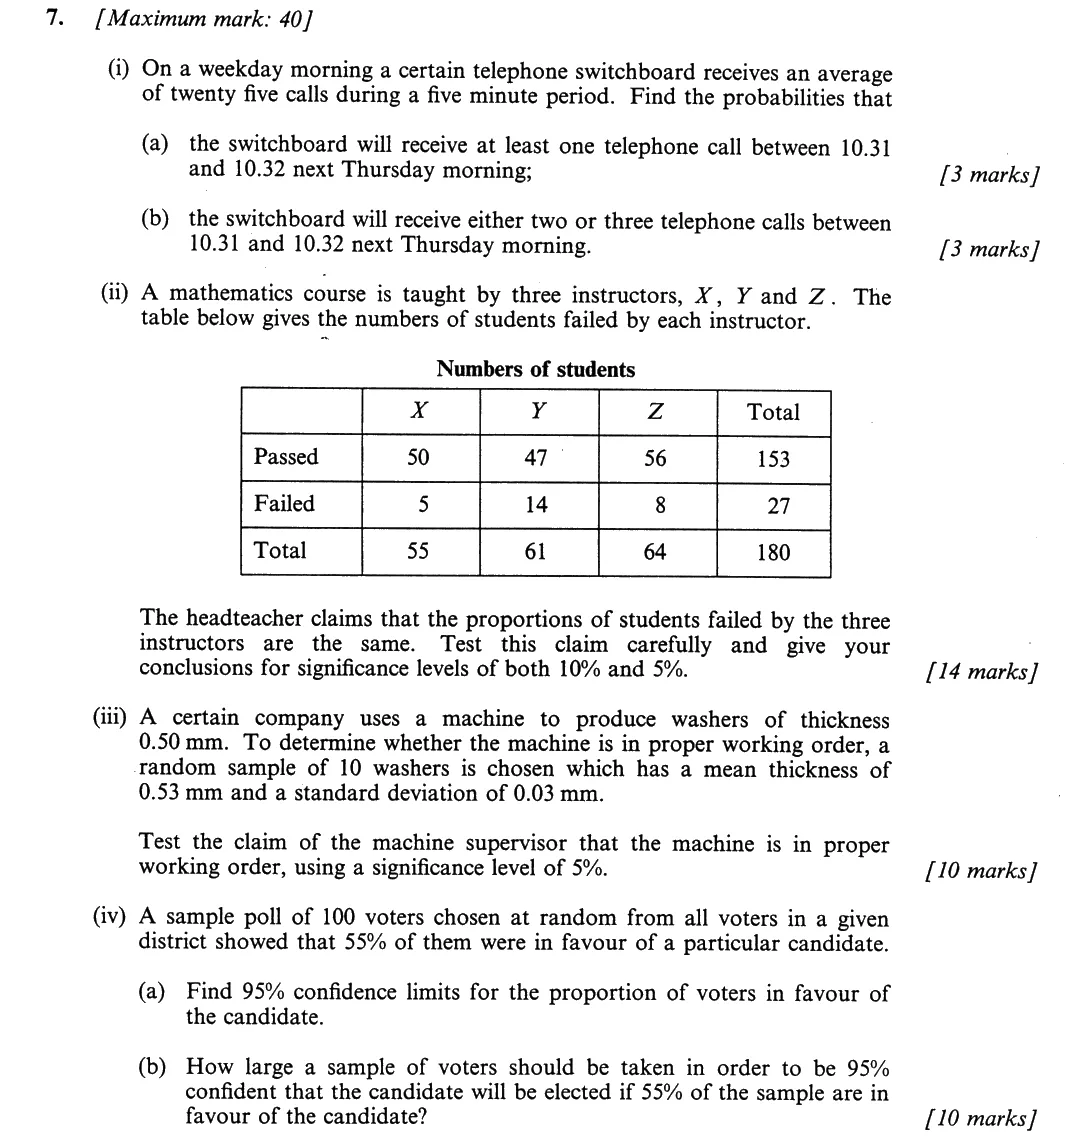 7. [Maximum mark: 40]
(i) On a weekday morning a certain telephone switchboard receives an average
of twenty five calls during a five minute period. Find the probabilities that
(a) the switchboard will receive at least one telephone call between 10.31
and 10.32 next Thursday morning; [3 marks]
(b) the switchboard will receive either two or three telephone calls between
10.31 and 10.32 next Thursday morning. [3 marks]
(ii) A mathematics course is taught by three instructors, X, Y and Z. The
table below gives the numbers of students failed by each instructor.
Numbers of students
X Y Z Total
Passed 50 47 56 153
Failed 5 14 8 27
Total 55 61 64 180
The headteacher claims that the proportions of students failed by the three
instructors are the same. Test this claim carefully and give your
conclusions for significance levels of both 10% and 5%. [14 marks]
(iii) A certain company uses a machine to produce washers of thickness
0.50 mm. To determine whether the machine is in proper working order, a
random sample of 10 washers is chosen which has a mean thickness of
0.53 mm and a standard deviation of 0.03 mm.
Test the claim of the machine supervisor that the machine is in proper
working order, using a significance level of 5%. [10 marks]
(iv) A sample poll of 100 voters chosen at random from all voters in a given
district showed that 55% of them were in favour of a particular candidate.
(a) Find 95% confidence limits for the proportion of voters in favour of
the candidate.
(b) How large a sample of voters should be taken in order to be 95%
confident that the candidate will be elected if 55% of the sample are in
favour of the candidate? [10 marks]